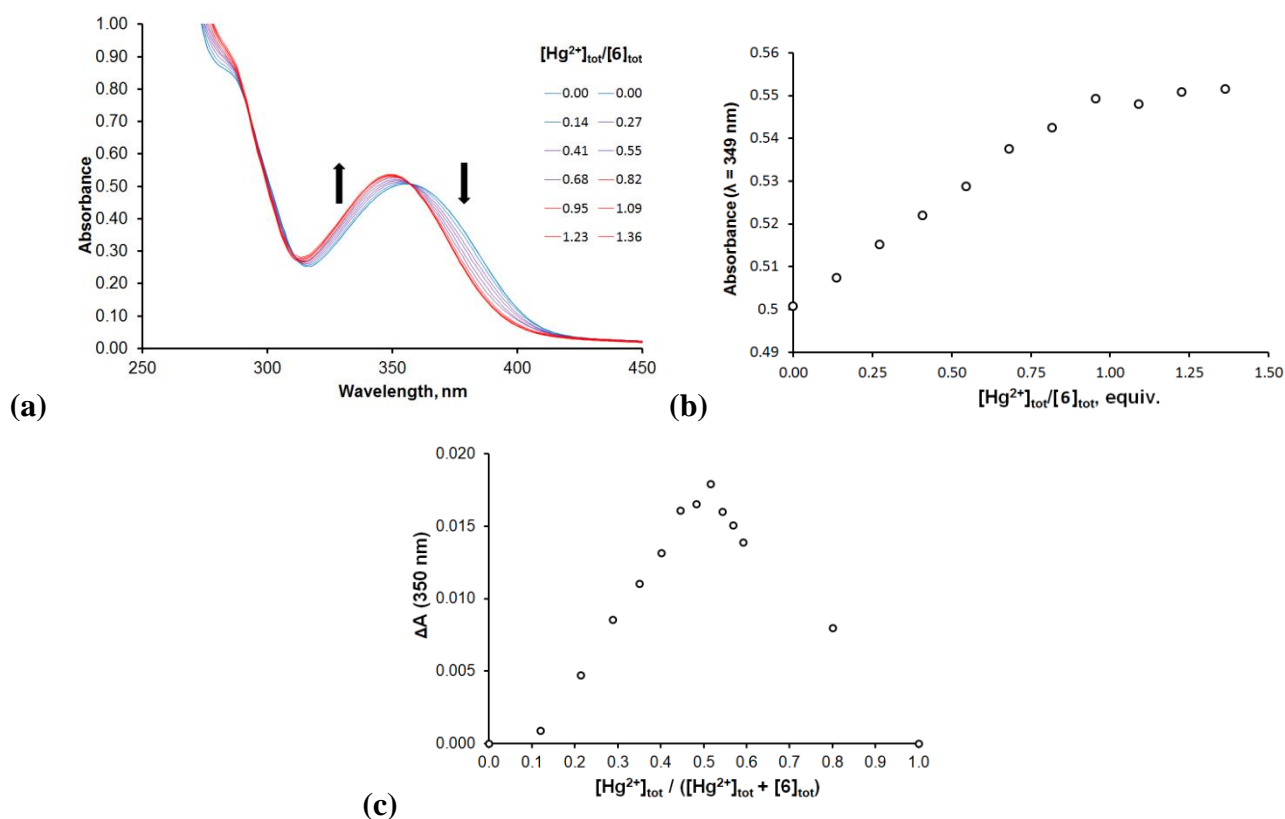 1.00
0.90
0.80
0.70
0.60
0.50
0.40
0.30
0.20
0.10
0.00
Absorbance
250 300 350 400 450
Wavelength, nm
[Hg²⁺]tot/[6]tot
0.00 0.00
0.14 0.27
0.41 0.55
0.68 0.82
0.95 1.09
1.23 1.36
(a)
0.56
0.55
0.54
0.53
0.52
0.51
0.5
0.49
Absorbance (λ = 349 nm)
0.00 0.25 0.50 0.75 1.00 1.25 1.50
[Hg²⁺]tot/[6]tot, equiv.
(b)
0.020
0.015
0.010
0.005
0.000
ΔA (350 nm)
0.0 0.1 0.2 0.3 0.4 0.5 0.6 0.7 0.8 0.9 1.0
[Hg²⁺]tot / ([Hg²⁺]tot + [6]tot)
(c)